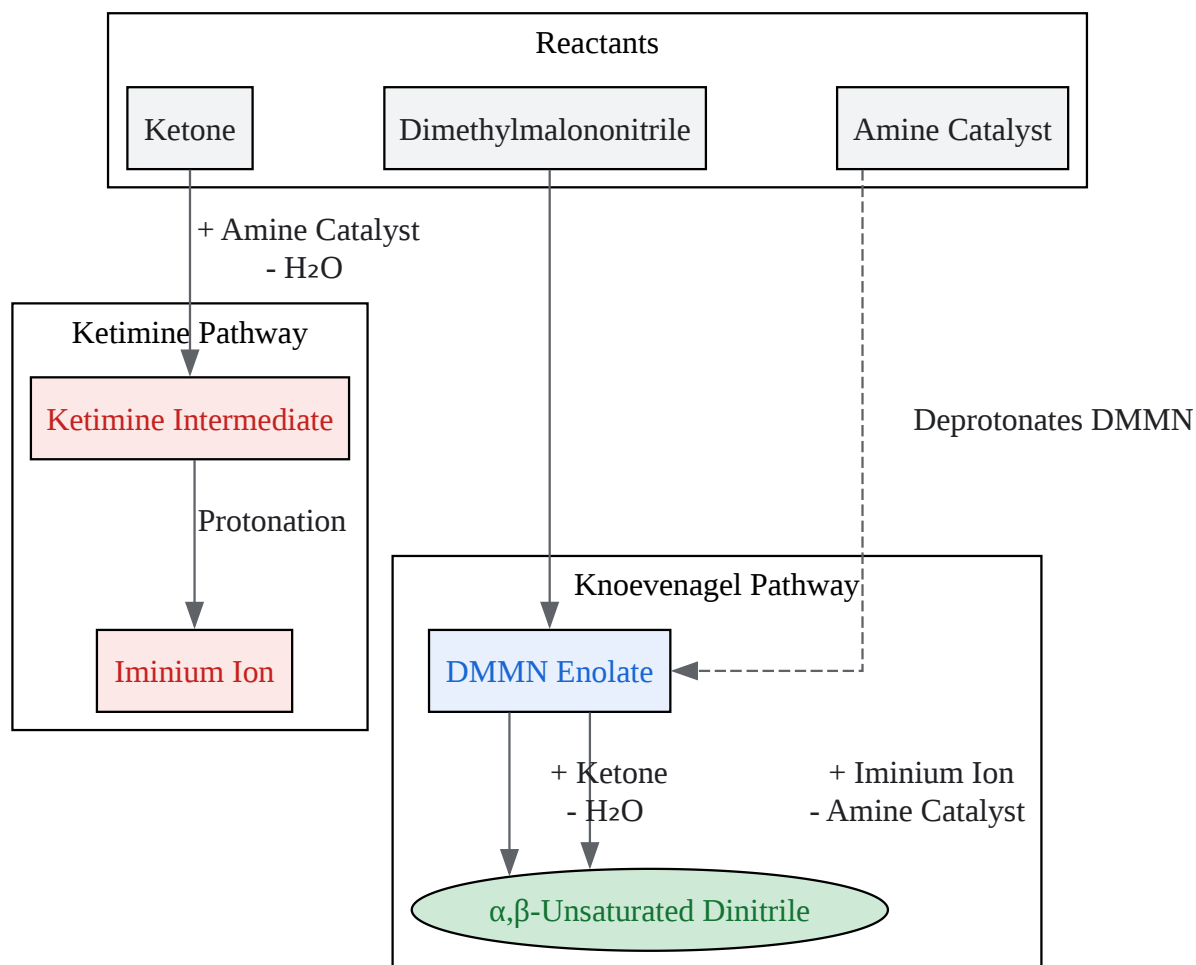 Reactants
Ketone
Dimethylmalononitrile
Amine Catalyst
+ Amine Catalyst
- H₂O
Ketimine Pathway
Ketimine Intermediate
Deprotonates DMMN
Protonation
Knoevenagel Pathway
Iminium Ion
DMMN Enolate
+ Ketone
- H₂O
+ Iminium Ion
- Amine Catalyst
α,β-Unsaturated Dinitrile